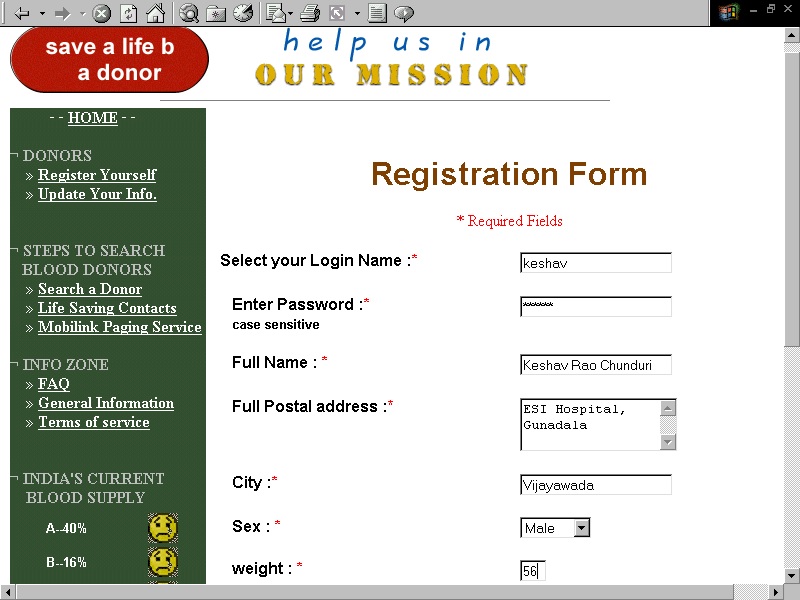 save a life b
a donor
help us in
OUR MISSION
- - HOME - -
¬ DONORS
» Register Yourself
» Update Your Info.
¬ STEPS TO SEARCH
BLOOD DONORS
» Search a Donor
» Life Saving Contacts
» Mobilink Paging Service
¬ INFO ZONE
» FAQ
» General Information
» Terms of service
¬ INDIA'S CURRENT
BLOOD SUPPLY
A--40%
B--16%
Registration Form
* Required Fields
Select your Login Name :* keshav
Enter Password :* ******
case sensitive
Full Name : * Keshav Rao Chunduri
Full Postal address :* ESI Hospital,
Gunadala
City :* Vijayawada
Sex : * Male
weight : * 56